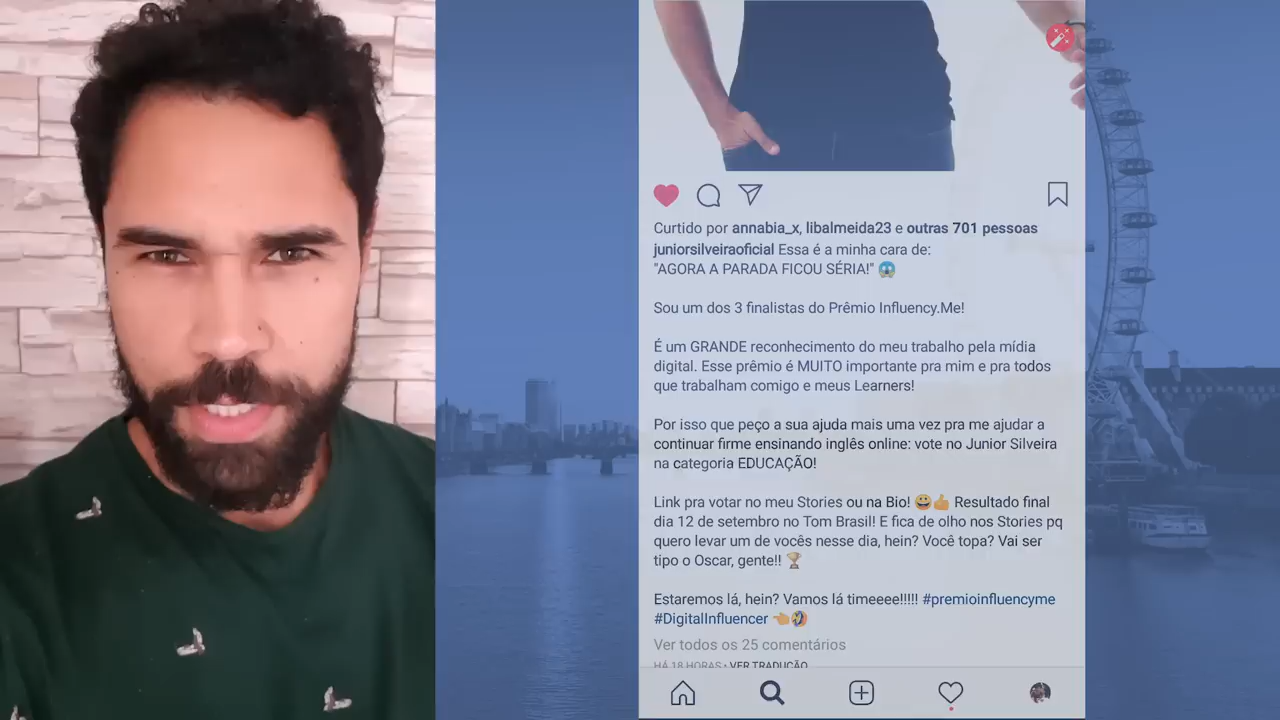 Curtido por annabia_x, libalmeida23 e outras 701 pessoas
juniorsilveiraoficial Essa é a minha cara de:
"AGORA A PARADA FICOU SÉRIA!" 😱
Sou um dos 3 finalistas do Prêmio Influency.Me!
É um GRANDE reconhecimento do meu trabalho pela mídia
digital. Esse prêmio é MUITO importante pra mim e pra todos
que trabalham comigo e meus Learners!
Por isso que peço a sua ajuda mais uma vez pra me ajudar a
continuar firme ensinando inglês online: vote no Junior Silveira
na categoria EDUCAÇÃO!
Link pra votar no meu Stories ou na Bio! 😀👍 Resultado final
dia 12 de setembro no Tom Brasil! E fica de olho nos Stories pq
quero levar um de vocês nesse dia, hein? Você topa? Vai ser
tipo o Oscar, gente!! 🏆
Estaremos lá, hein? Vamos lá timeeee!!!!! #premioinfluencyme
#DigitalInfluencer 👈🤣
Ver todos os 25 comentários
HÁ 18 HORAS • VER TRADUÇÃO